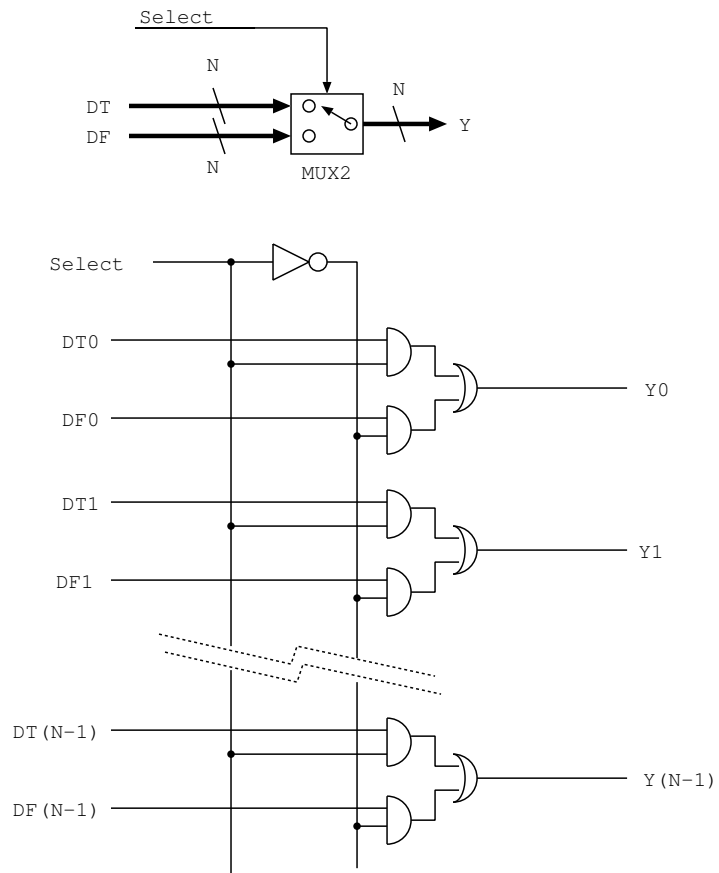 Select
N
N
DT
DF
Y
N
MUX2
Select
DT0
Y0
DF0
DT1
Y1
DF1
DT(N-1)
Y(N-1)
DF(N-1)